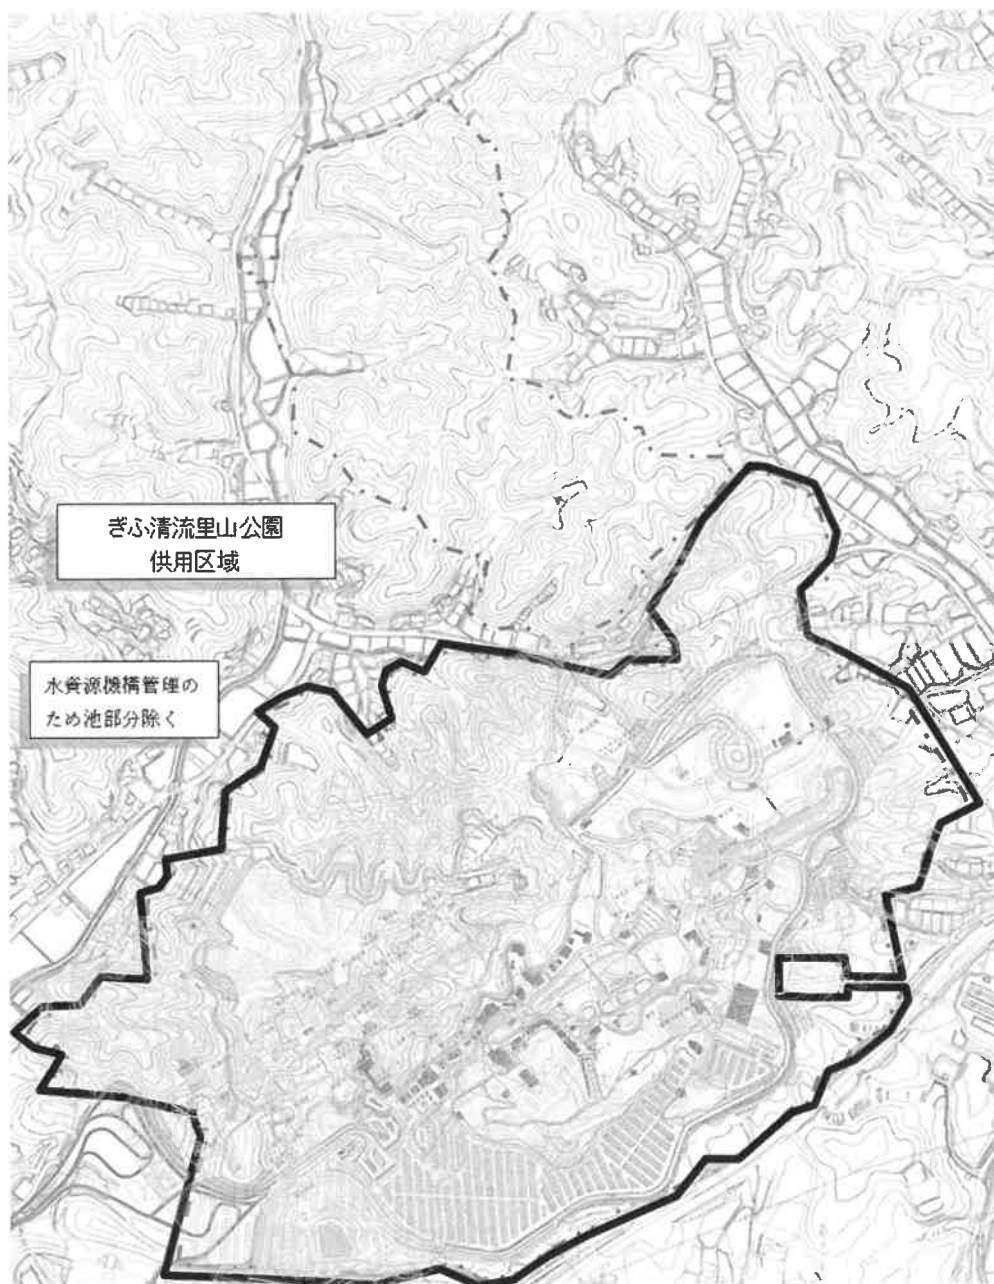 ぎふ清流里山公園
供用区域
水資源機構管理の
ため池部分除く